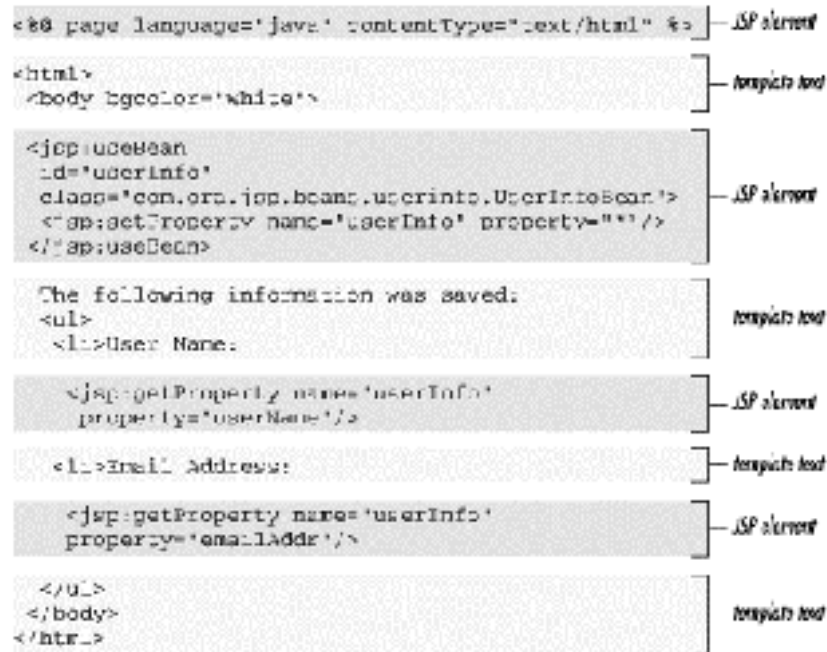 <%@ page language="java" contentType="text/html" %>
JSP element
<html>
<body bgcolor="white">
template text
<jsp:useBean
id="userInfo"
class="com.ora.jsp.beans.userinfo.UserInfoBean">
<jsp:setProperty name="userInfo" property="*"/>
</jsp:useBean>
JSP element
The following information was saved:
<ul>
<li>User Name:
template text
<jsp:getProperty name="userInfo"
property="userName"/>
JSP element
<li>Email Address:
template text
<jsp:getProperty name="userInfo"
property="emailAddr"/>
JSP element
</ul>
</body>
</html>
template text